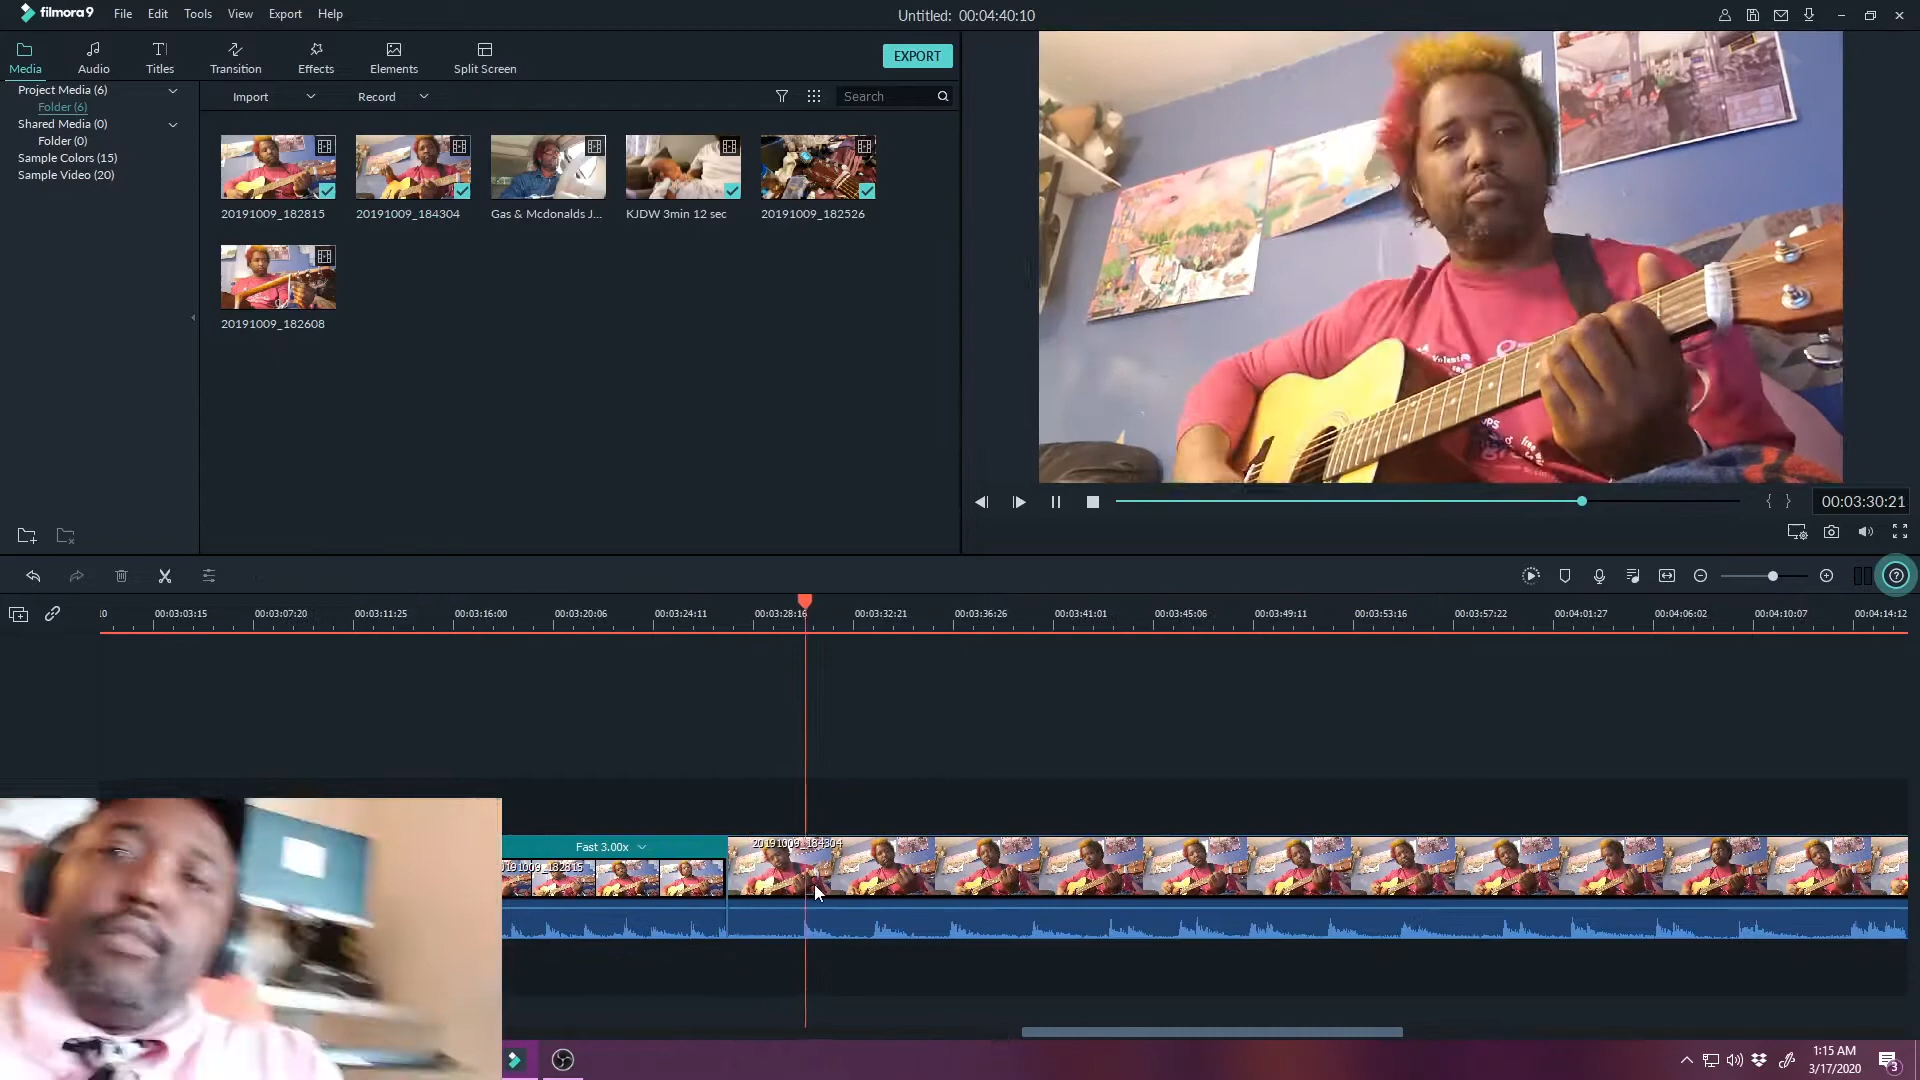 filmora9
File Edit Tools View Export Help
Untitled: 00:04:40:10
Media Audio Titles Transition Effects Elements Split Screen
EXPORT
Project Media (6)
Folder (6)
Shared Media (0)
Folder (0)
Sample Colors (15)
Sample Video (20)
Import Record Search
20191009_182815 20191009_184304 Gas & Mcdonalds J... KJDW 3min 12 sec 20191009_182526
20191009_182608
00:03:30:21
00:03:03:15 00:03:07:20 00:03:11:25 00:03:16:00 00:03:20:06 00:03:24:11 00:03:28:16 00:03:32:21 00:03:36:26 00:03:41:01 00:03:45:06 00:03:49:11 00:03:53:16 00:03:57:22 00:04:01:27 00:04:06:02 00:04:10:07 00:04:14:12
Fast 3.00x
20191009_184304
1:15 AM
3/17/2020
3